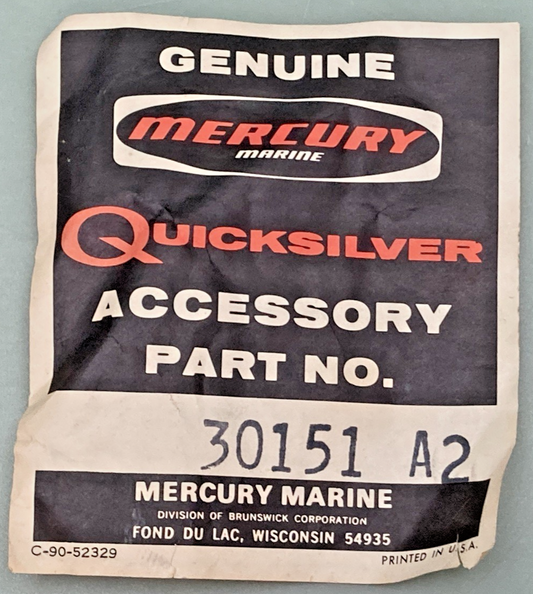 GENUINE
MERCURY
MARINE
QUICKSILVER
ACCESSORY
PART NO.
30151 A2
MERCURY MARINE
DIVISION OF BRUNSWICK CORPORATION
FOND DU LAC, WISCONSIN 54935
C-90-52329
PRINTED IN U.S.A.